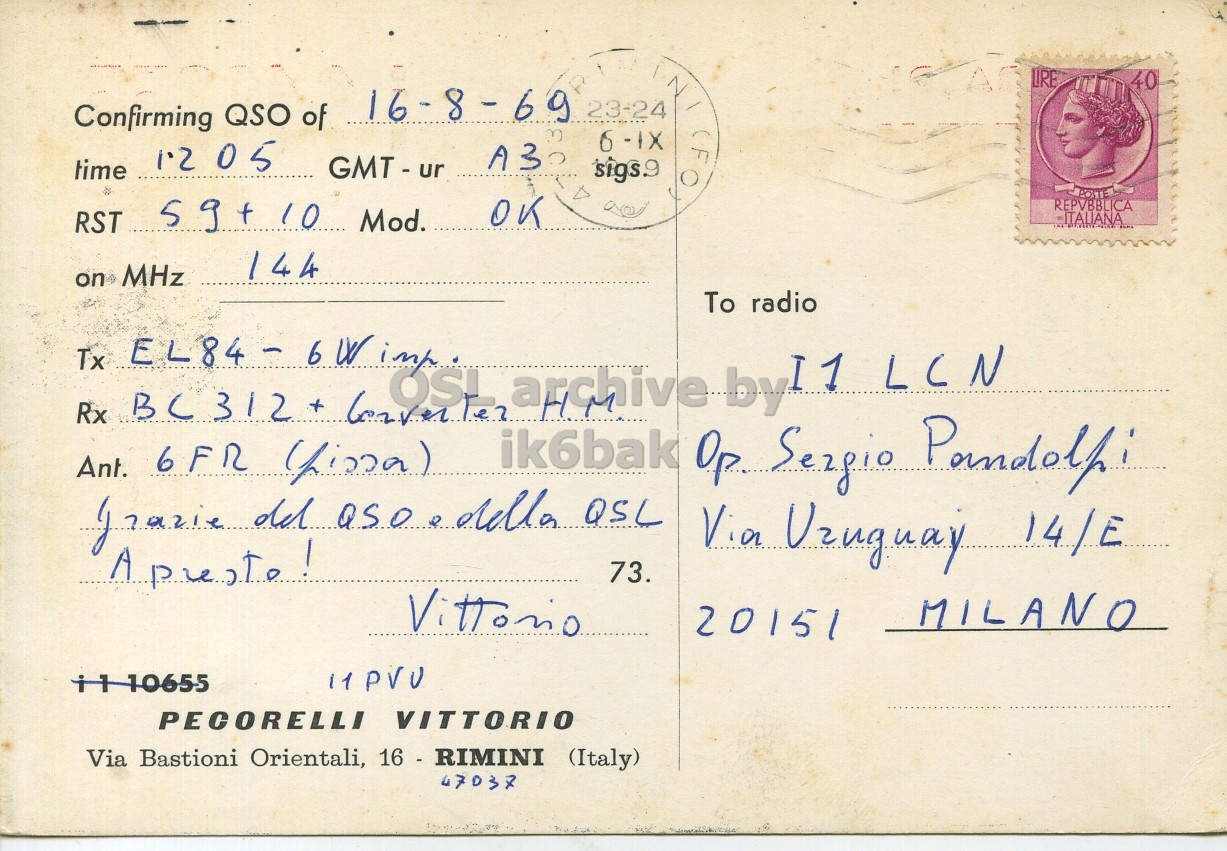 Confirming QSO of 16-8-69
time 1205 GMT - ur A3 sigs.
RST 59+10 Mod. OK
on MHz 144
Tx EL84 - 6W inp.
Rx BC312 + Converter H.M.
Ant. 6FR (fissa)
Grazie del QSO e della QSL
A presto! 73.
Vittorio
i 1 10655 I1PVV
PECORELLI VITTORIO
Via Bastioni Orientali, 16 - RIMINI (Italy)
47037
RIMINI (FO)
23-24
6-IX
1969
LIRE 40
POSTE
REPVBBLICA
ITALIANA
To radio
I1 LCN
Op. Sergio Pandolfi
Via Uruguay 14/E
20151 MILANO
QSL archive by
ik6bak